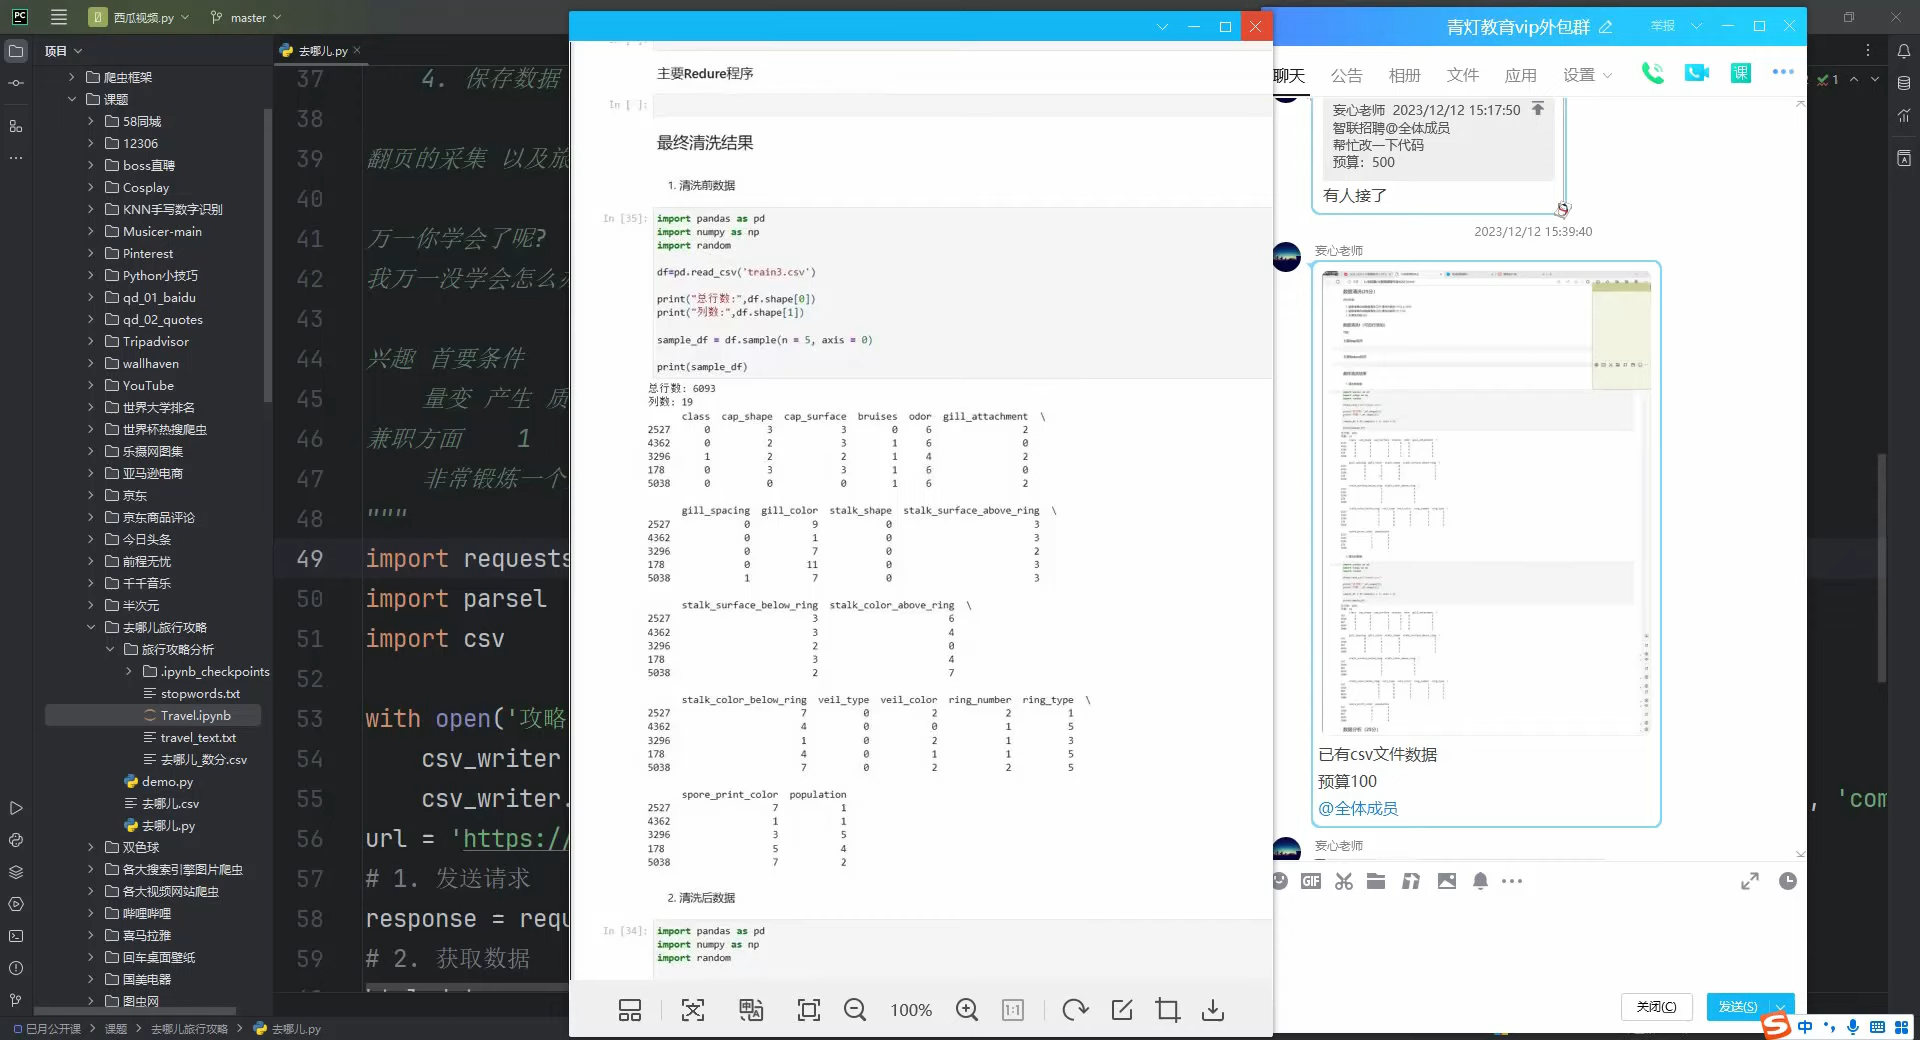 PC
西瓜视频.py
master
项目
爬虫框架
课题
58同城
12306
boss直聘
Cosplay
KNN手写数字识别
Musicer-main
Pinterest
Python小技巧
qd_01_baidu
qd_02_quotes
Tripadvisor
wallhaven
YouTube
世界大学排名
世界杯热搜爬虫
乐摄网图集
亚马逊电商
京东
京东商品评论
今日头条
前程无忧
千千音乐
半次元
去哪儿旅行攻略
旅行攻略分析
.ipynb_checkpoints
stopwords.txt
Travel.ipynb
travel_text.txt
去哪儿_数分.csv
demo.py
去哪儿.csv
去哪儿.py
双色球
各大搜索引擎图片爬虫
各大视频网站爬虫
哔哩哔哩
喜马拉雅
回车桌面壁纸
国美电器
图虫网
巳月公开课 > 课题 > 去哪儿旅行攻略 > 去哪儿.py
去哪儿.py
37 4. 保存数据
38
39 翻页的采集 以及旅
40
41 万一你学会了呢?
42 我万一没学会怎么
43
44 兴趣 首要条件
45 量变 产生 质
46 兼职方面 1
47 非常锻炼一个
48 """
49 import requests
50 import parsel
51 import csv
52
53 with open('攻略
54 csv_writer
55 csv_writer.
56 url = 'https://
57 # 1. 发送请求
58 response = requ
59 # 2. 获取数据
, 'com
1
主要Redure程序
In [ ]:
最终清洗结果
1. 清洗前数据
In [35]:
import pandas as pd
import numpy as np
import random
df=pd.read_csv('train3.csv')
print("总行数:",df.shape[0])
print("列数:",df.shape[1])
sample_df = df.sample(n = 5, axis = 0)
print(sample_df)
总行数: 6093
列数: 19
class cap_shape cap_surface bruises odor gill_attachment \
2527 0 3 3 0 6 2
4362 0 2 3 1 6 0
3296 1 2 2 1 4 2
178 0 3 3 1 6 0
5038 0 0 0 1 6 2
gill_spacing gill_color stalk_shape stalk_surface_above_ring \
2527 0 9 0 3
4362 0 1 0 3
3296 0 7 0 2
178 0 11 0 3
5038 1 7 0 3
stalk_surface_below_ring stalk_color_above_ring \
2527 3 6
4362 3 4
3296 2 0
178 3 4
5038 2 7
stalk_color_below_ring veil_type veil_color ring_number ring_type \
2527 7 0 2 2 1
4362 4 0 0 1 5
3296 1 0 2 1 3
178 4 0 1 1 5
5038 7 0 2 2 5
spore_print_color population
2527 7 1
4362 1 1
3296 3 5
178 5 4
5038 7 2
2. 清洗后数据
In [34]:
import pandas as pd
import numpy as np
import random
100%
1:1
青灯教育vip外包群
举报
聊天 公告 相册 文件 应用 设置
课
妄心老师 2023/12/12 15:17:50
智联招聘@全体成员
帮忙改一下代码
预算：500
有人接了
2023/12/12 15:39:40
妄心老师
已有csv文件数据
预算100
@全体成员
妄心老师
GIF
关闭(C)
发送(S)
中